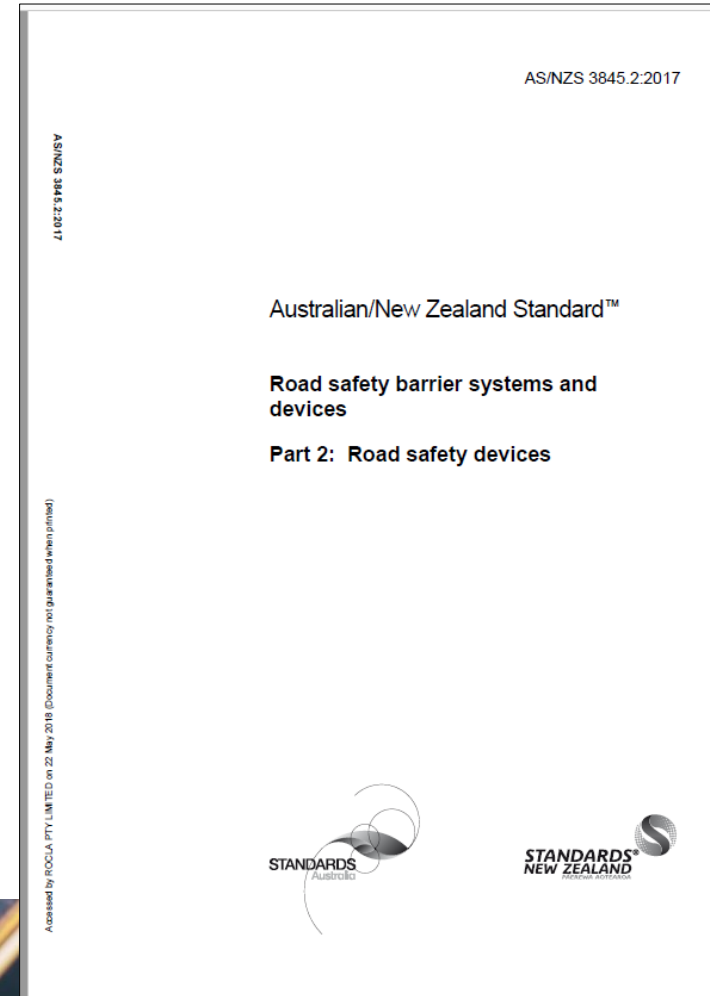 AS/NZS 3845.2:2017
AS/NZS 3845.2:2017
Australian/New Zealand Standard™
Road safety barrier systems and
devices
Part 2: Road safety devices
Accessed by ROCLA PTY LIMITED on 22 May 2018 (Document currency not guaranteed when printed)
STANDARDS
Australia
STANDARDS®
NEW ZEALAND
PAEREWA AOTEAROA